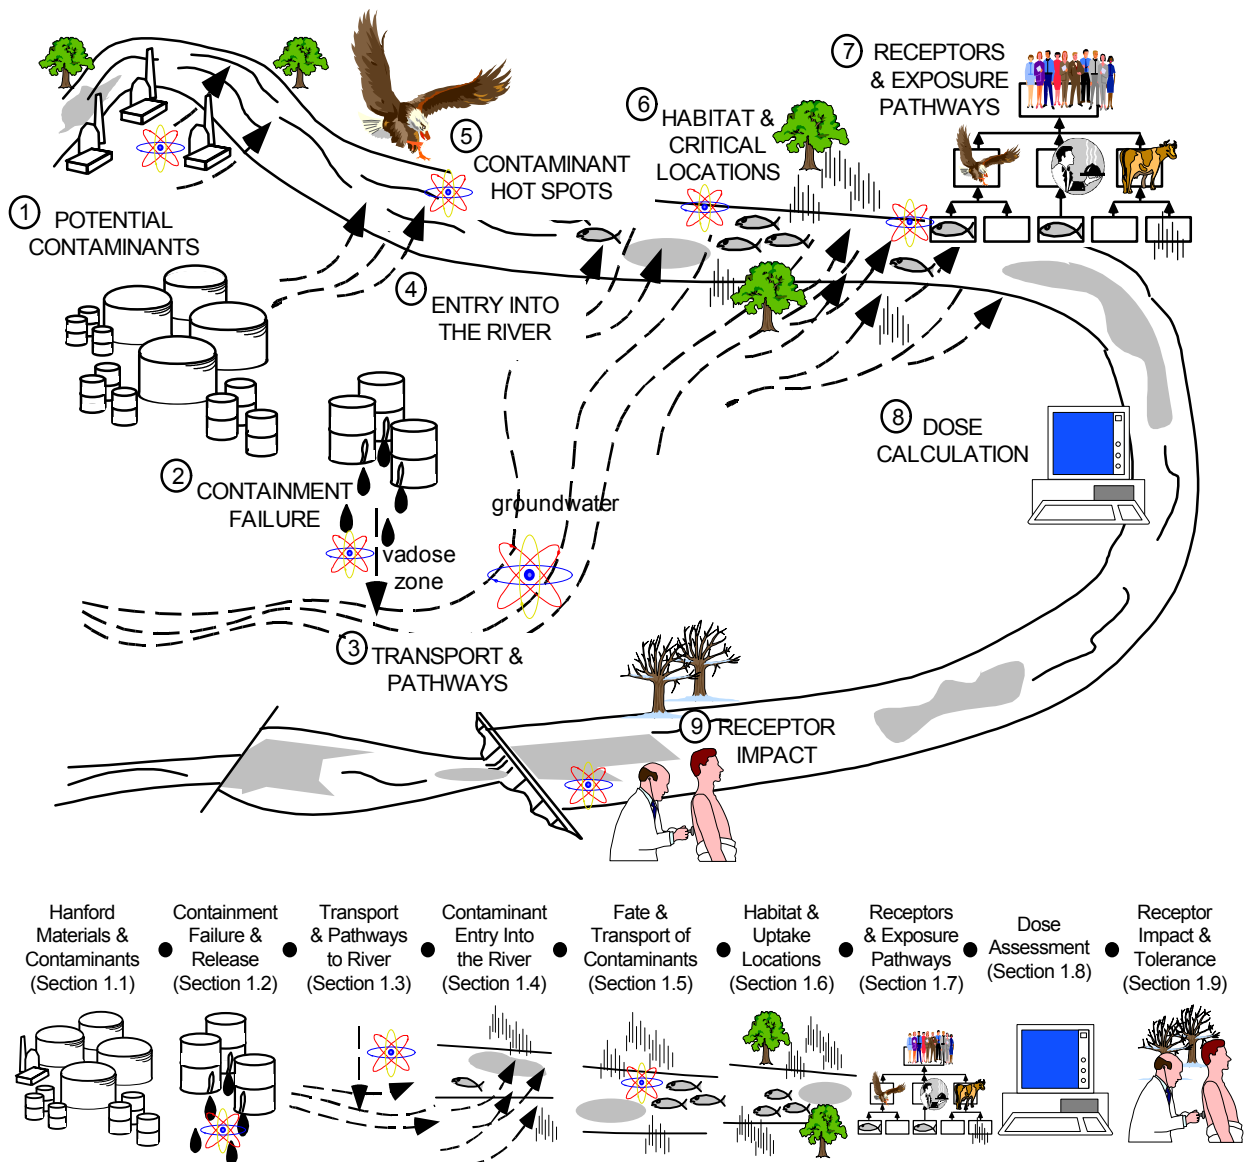 1 POTENTIAL
CONTAMINANTS
2 CONTAINMENT
FAILURE
vadose
zone
groundwater
3 TRANSPORT &
PATHWAYS
4 ENTRY INTO
THE RIVER
5 CONTAMINANT
HOT SPOTS
6 HABITAT &
CRITICAL
LOCATIONS
7 RECEPTORS
& EXPOSURE
PATHWAYS
8 DOSE
CALCULATION
9 RECEPTOR
IMPACT
Hanford
Materials &
Contaminants
(Section 1.1)
Containment
Failure &
Release
(Section 1.2)
Transport
& Pathways
to River
(Section 1.3)
Contaminant
Entry Into
the River
(Section 1.4)
Fate &
Transport of
Contaminants
(Section 1.5)
Habitat &
Uptake
Locations
(Section 1.6)
Receptors
& Exposure
Pathways
(Section 1.7)
Dose
Assessment
(Section 1.8)
Receptor
Impact &
Tolerance
(Section 1.9)